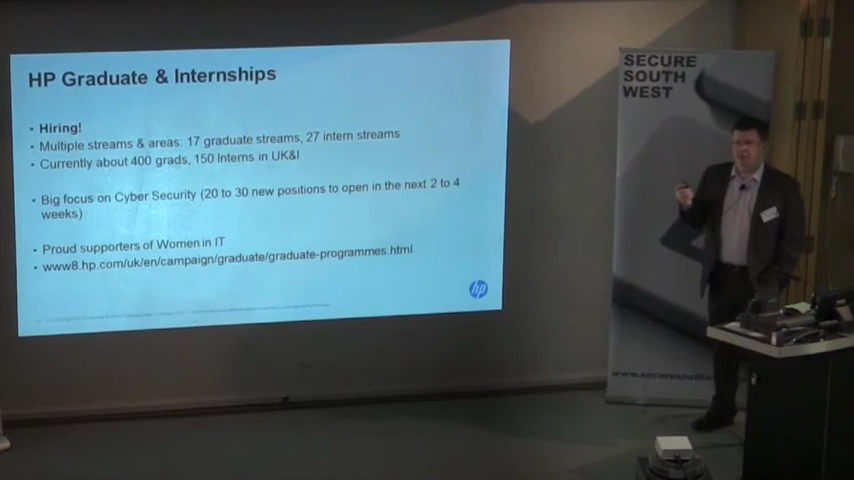 HP Graduate & Internships
• Hiring!
• Multiple streams & areas: 17 graduate streams, 27 intern streams
• Currently about 400 grads, 150 Interns in UK&I
• Big focus on Cyber Security (20 to 30 new positions to open in the next 2 to 4
weeks)
• Proud supporters of Women in IT
• www8.hp.com/uk/en/campaign/graduate/graduate-programmes.html
hp
SECURE
SOUTH
WEST